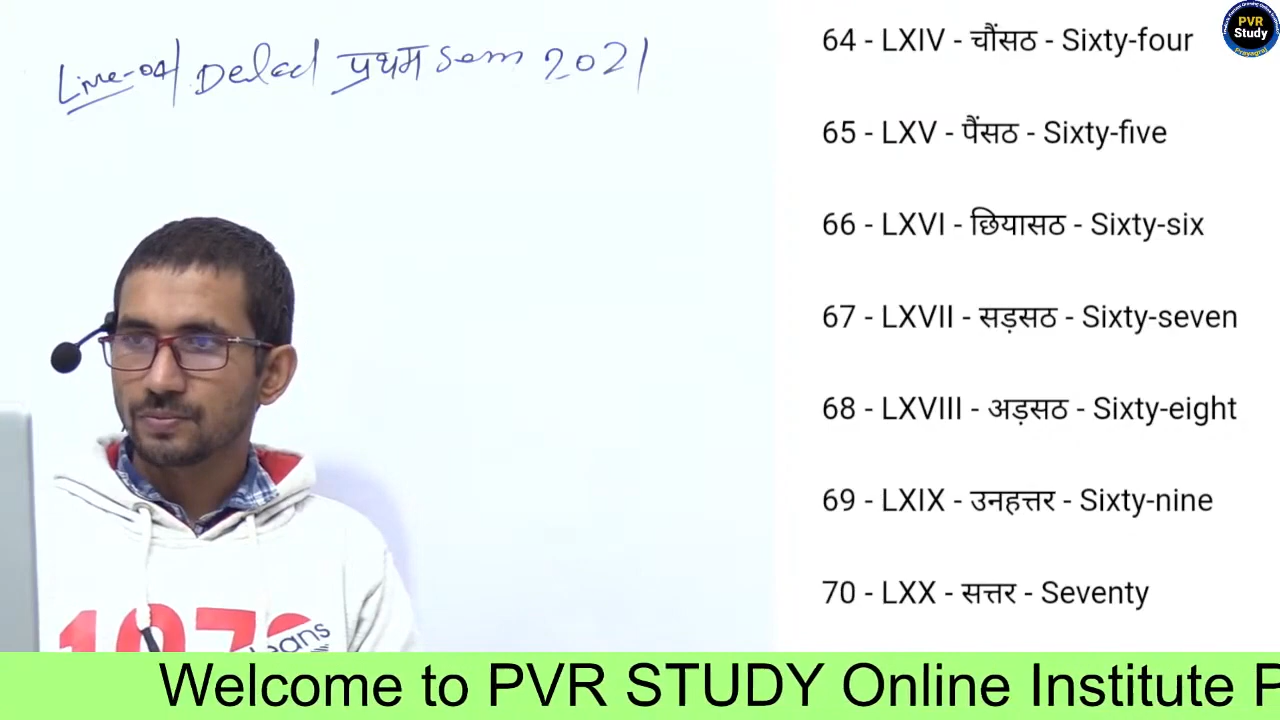 Live-04 Deled प्रथम Sem 2021
64 - LXIV - चौंसठ - Sixty-four
65 - LXV - पैंसठ - Sixty-five
66 - LXVI - छियासठ - Sixty-six
67 - LXVII - सड़सठ - Sixty-seven
68 - LXVIII - अड़सठ - Sixty-eight
69 - LXIX - उनहत्तर - Sixty-nine
70 - LXX - सत्तर - Seventy
PVR
Study
Prayagraj
Welcome to PVR STUDY Online Institute P